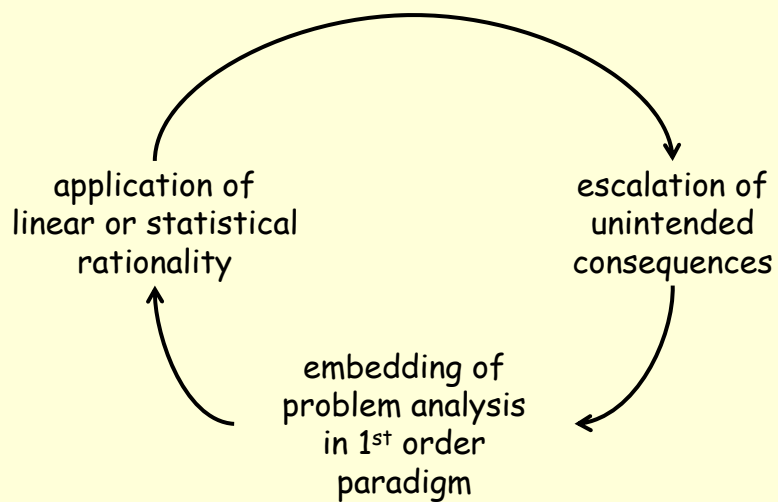 application of
linear or statistical
rationality
escalation of
unintended
consequences
embedding of
problem analysis
in 1st order
paradigm